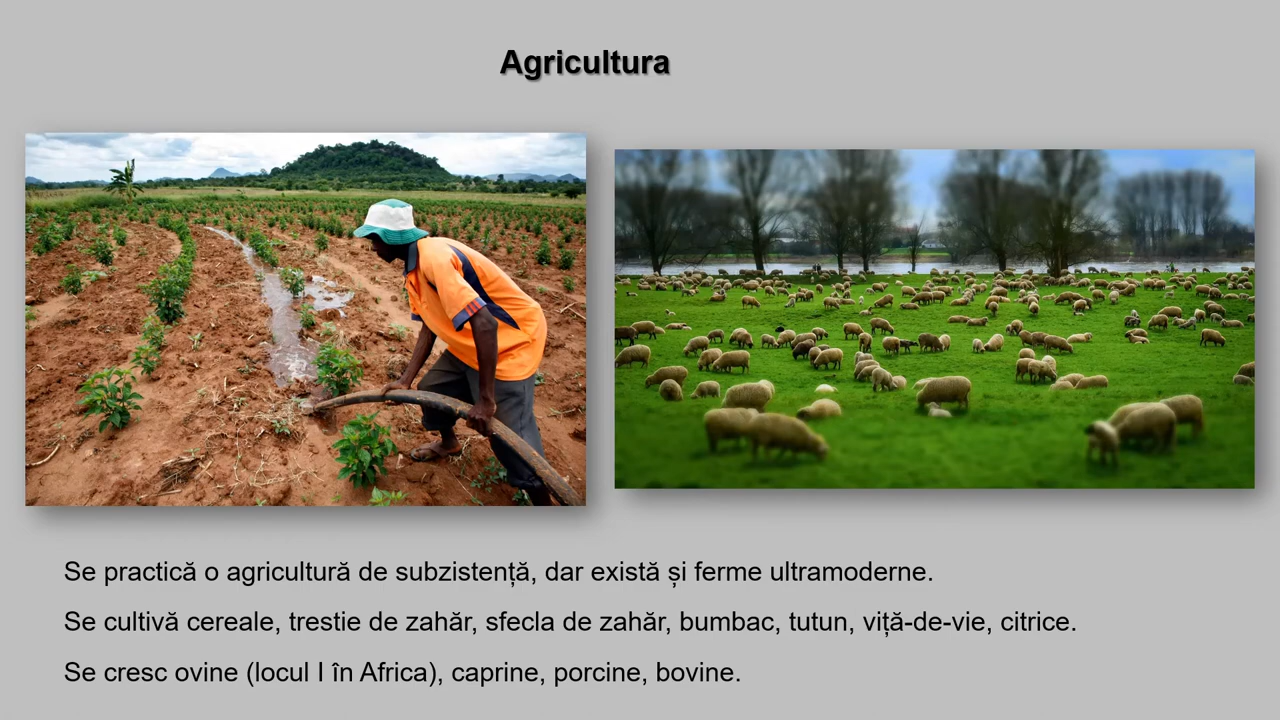 Agricultura
Se practică o agricultură de subzistență, dar există și ferme ultramoderne.
Se cultivă cereale, trestie de zahăr, sfecla de zahăr, bumbac, tutun, viță-de-vie, citrice.
Se cresc ovine (locul I în Africa), caprine, porcine, bovine.